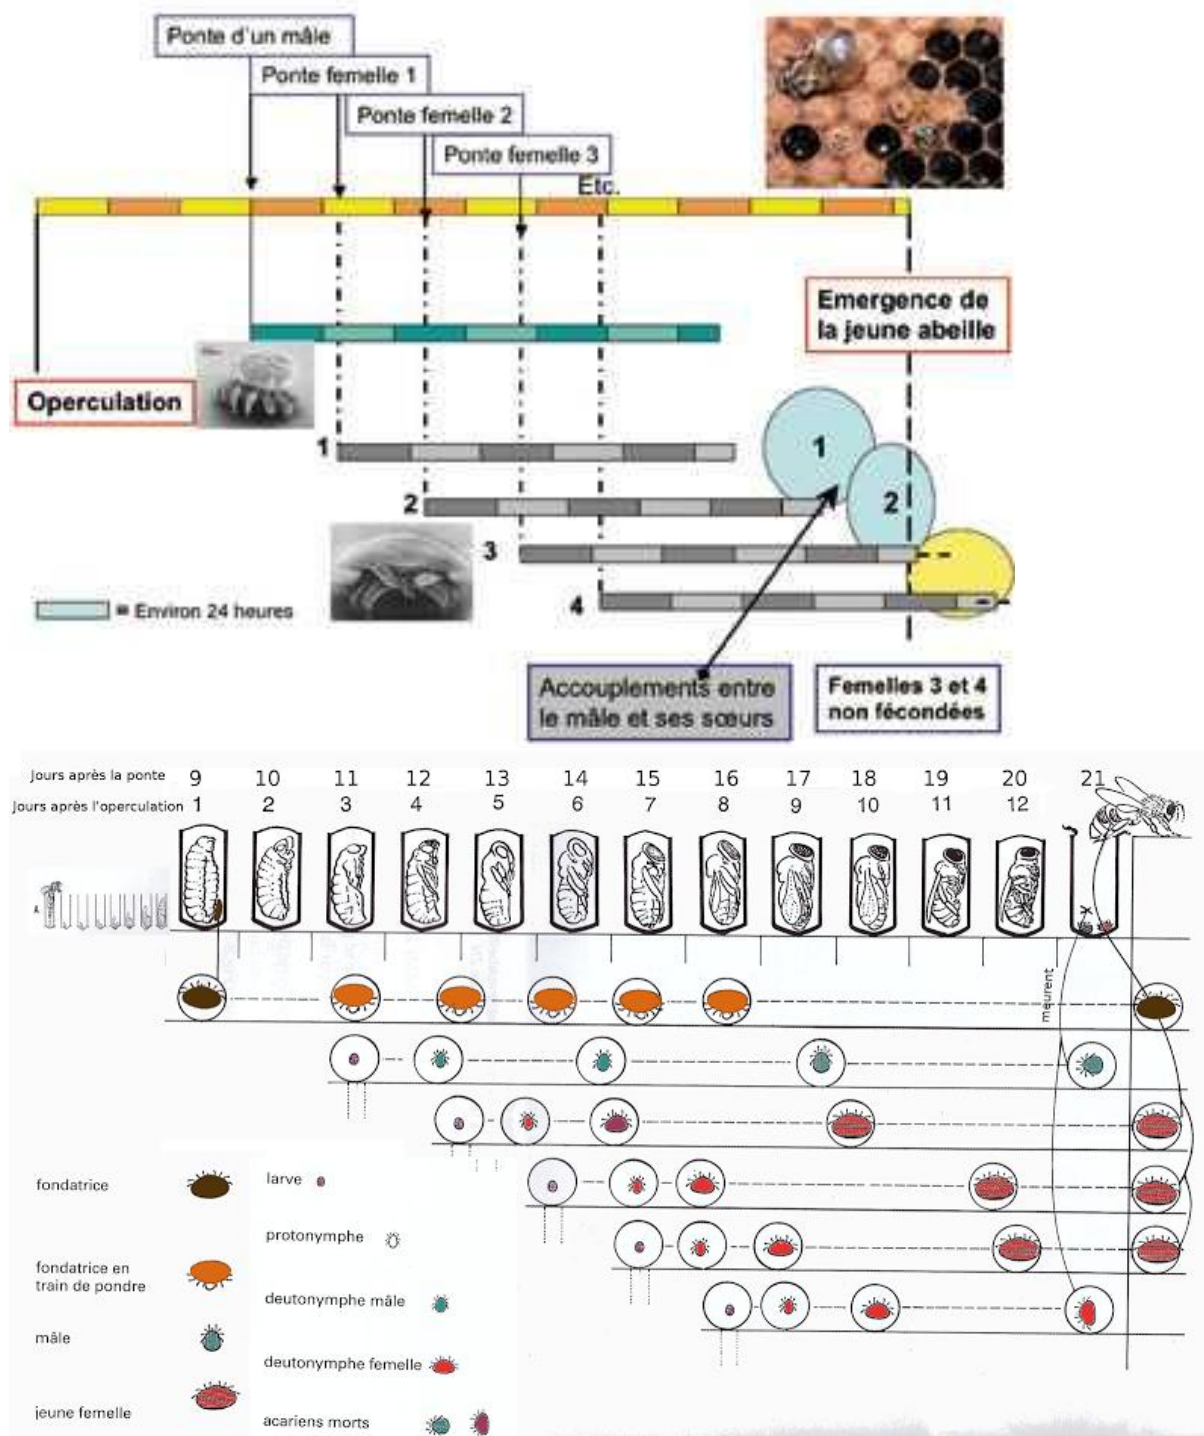 Ponte d'un mâle
Ponte femelle 1
Ponte femelle 2
Ponte femelle 3
Etc.
Emergence de
la jeune abeille
Operculation
1
1
2
2
3
4
= Environ 24 heures
Accouplements entre
le mâle et ses sœurs
Femelles 3 et 4
non fécondées
Jours après la ponte 9 10 11 12 13 14 15 16 17 18 19 20 21
Jours après l'operculation 1 2 3 4 5 6 7 8 9 10 11 12
A
meurent
fondatrice
larve
protonymphe
fondatrice en
train de pondre
deutonymphe mâle
mâle
deutonymphe femelle
jeune femelle
acariens morts